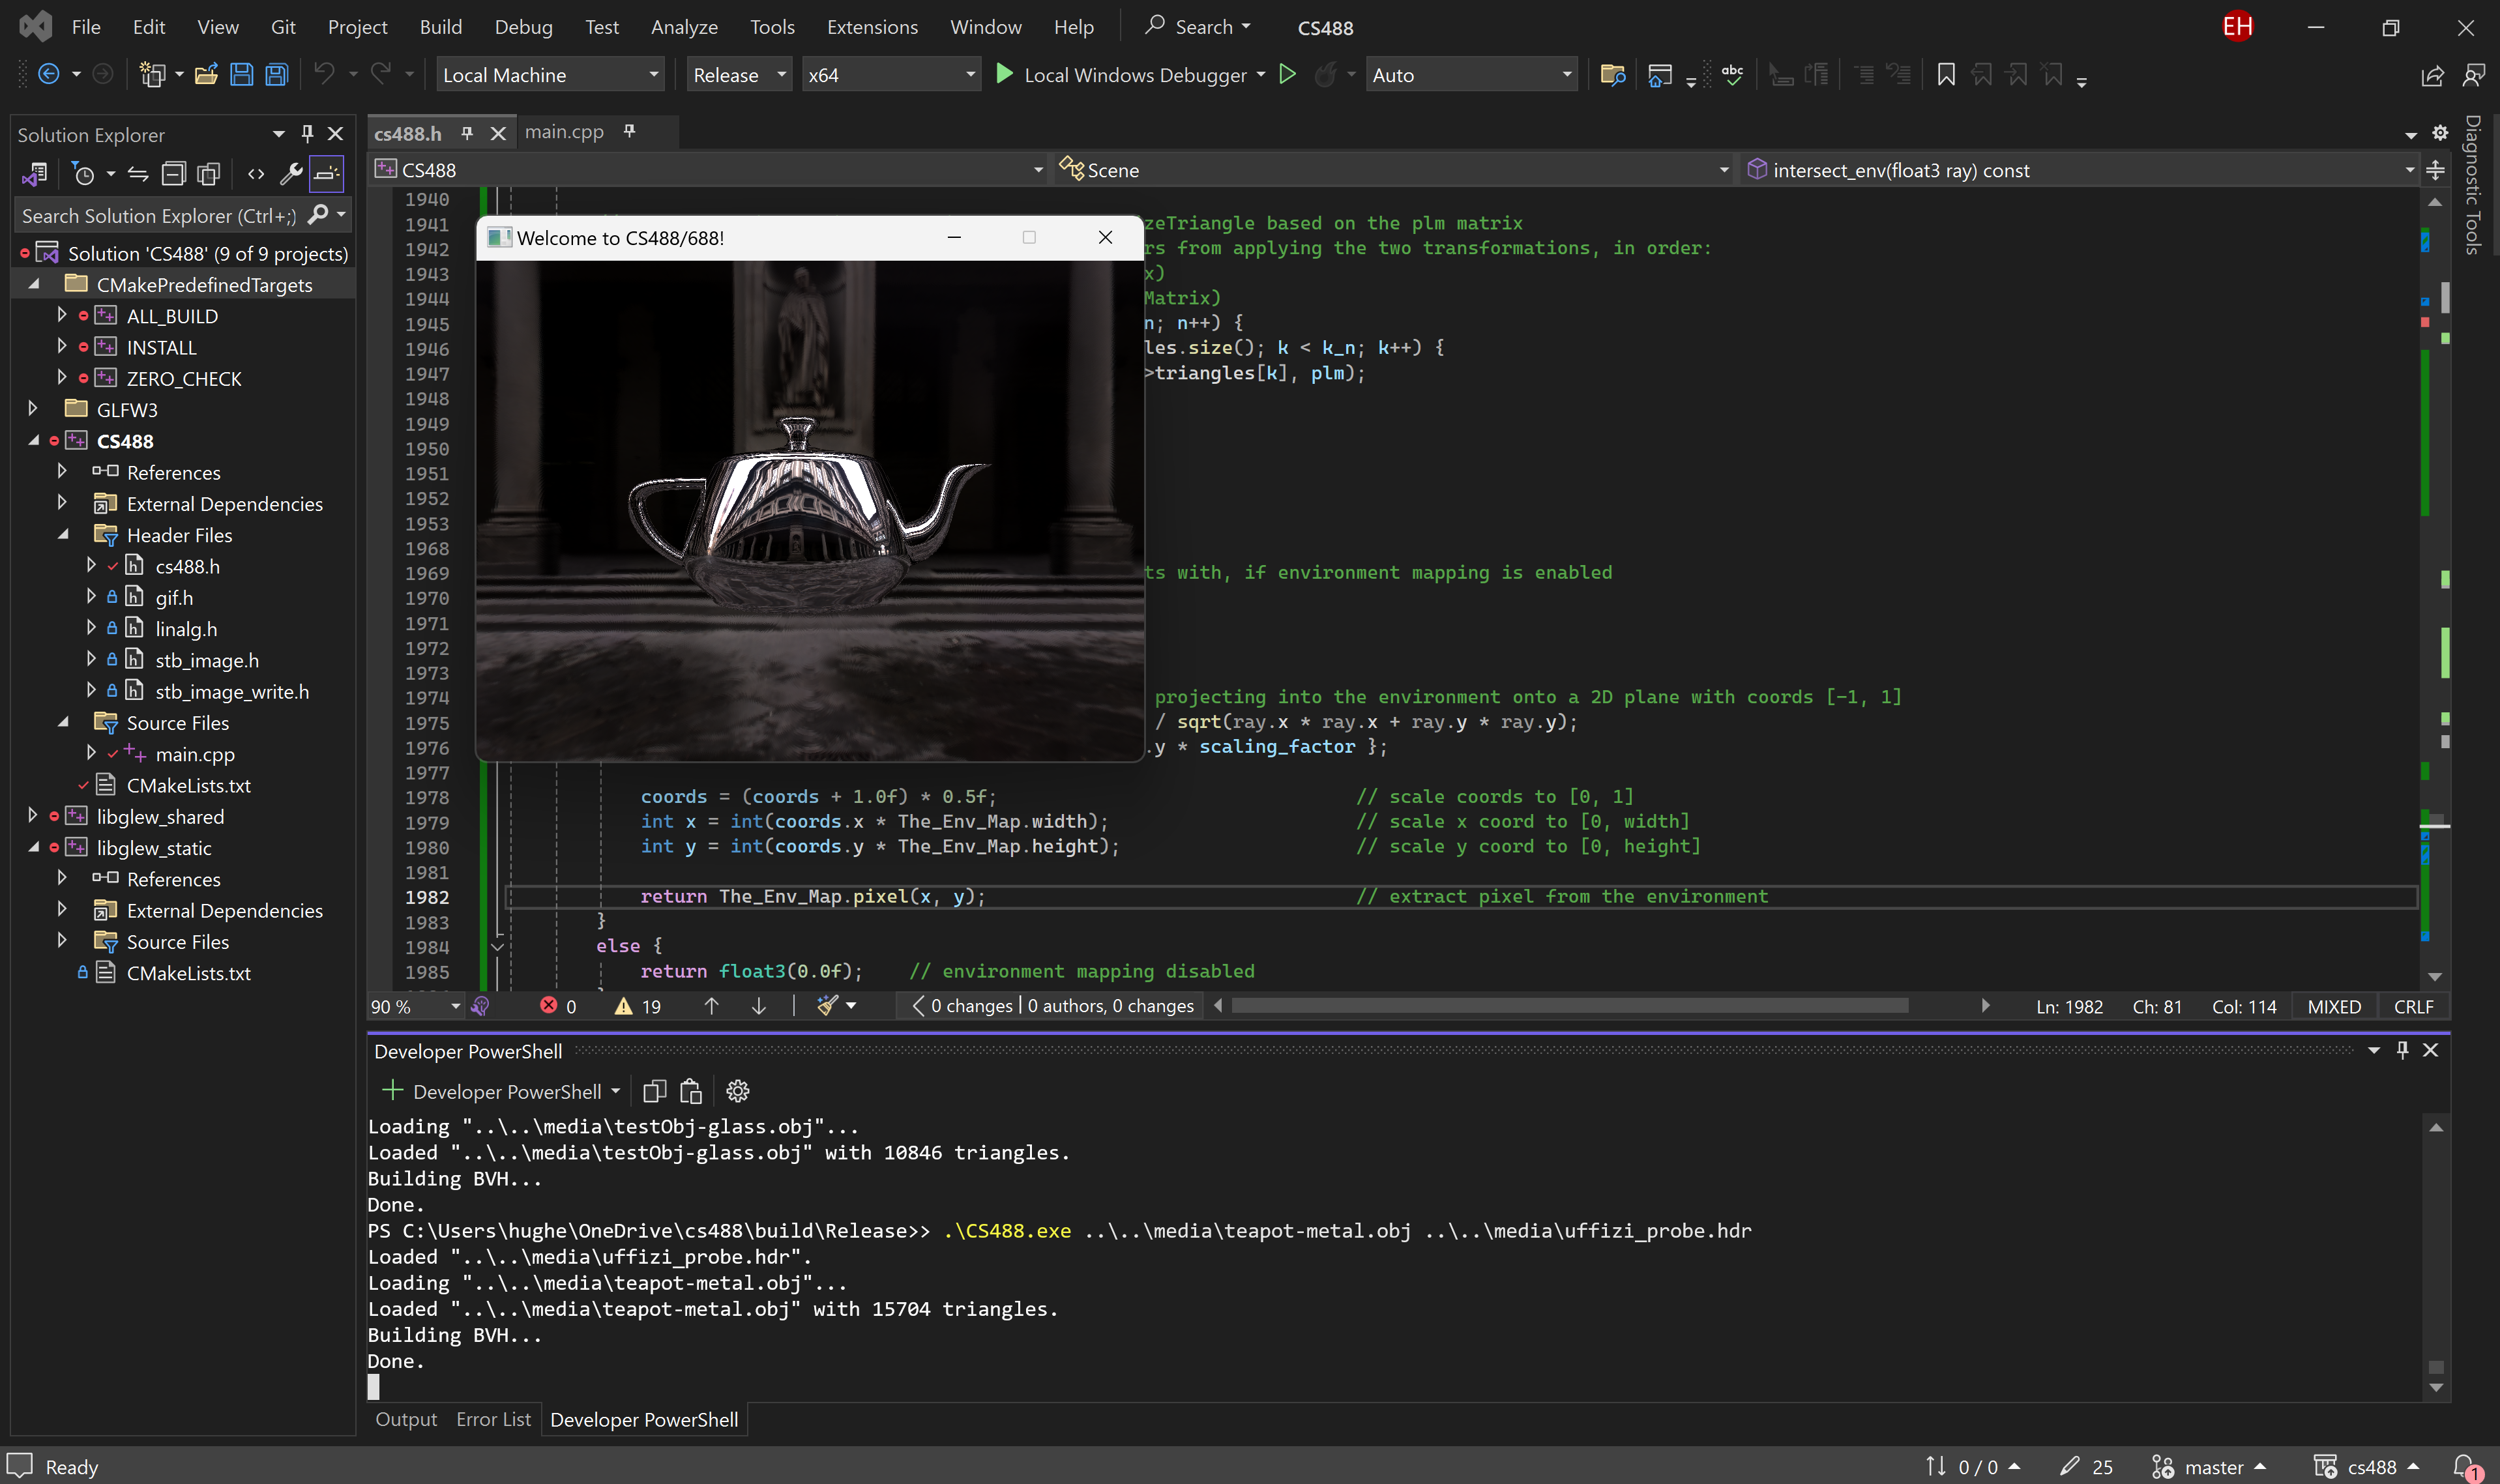 File Edit View Git Project Build Debug Test Analyze Tools Extensions Window Help Search CS488 EH
Local Machine Release x64 Local Windows Debugger Auto
Solution Explorer
Search Solution Explorer (Ctrl+;)
Solution 'CS488' (9 of 9 projects)
CMakePredefinedTargets
ALL_BUILD
INSTALL
ZERO_CHECK
GLFW3
CS488
References
External Dependencies
Header Files
cs488.h
gif.h
linalg.h
stb_image.h
stb_image_write.h
Source Files
main.cpp
CMakeLists.txt
libglew_shared
libglew_static
References
External Dependencies
Source Files
CMakeLists.txt
cs488.h main.cpp
CS488 Scene intersect_env(float3 ray) const
Welcome to CS488/688!
1940
1941 zeTriangle based on the plm matrix
1942 rs from applying the two transformations, in order:
1943 x)
1944 Matrix)
1945 n; n++) {
1946 les.size(); k < k_n; k++) {
1947 >triangles[k], plm);
1948
1949
1950
1951
1952
1953
1968
1969 ts with, if environment mapping is enabled
1970
1971
1972
1973
1974 projecting into the environment onto a 2D plane with coords [-1, 1]
1975 / sqrt(ray.x * ray.x + ray.y * ray.y);
1976 .y * scaling_factor };
1977
1978 coords = (coords + 1.0f) * 0.5f; // scale coords to [0, 1]
1979 int x = int(coords.x * The_Env_Map.width); // scale x coord to [0, width]
1980 int y = int(coords.y * The_Env_Map.height); // scale y coord to [0, height]
1981
1982 return The_Env_Map.pixel(x, y); // extract pixel from the environment
1983 }
1984 else {
1985 return float3(0.0f); // environment mapping disabled
90 % 0 19 0 changes | 0 authors, 0 changes Ln: 1982 Ch: 81 Col: 114 MIXED CRLF
Developer PowerShell
Developer PowerShell
Loading "..\..\media\testObj-glass.obj"...
Loaded "..\..\media\testObj-glass.obj" with 10846 triangles.
Building BVH...
Done.
PS C:\Users\hughe\OneDrive\cs488\build\Release>> .\CS488.exe ..\..\media\teapot-metal.obj ..\..\media\uffizi_probe.hdr
Loaded "..\..\media\uffizi_probe.hdr".
Loading "..\..\media\teapot-metal.obj"...
Loaded "..\..\media\teapot-metal.obj" with 15704 triangles.
Building BVH...
Done.
Output Error List Developer PowerShell
Ready 0 / 0 25 master cs488 1
Diagnostic Tools